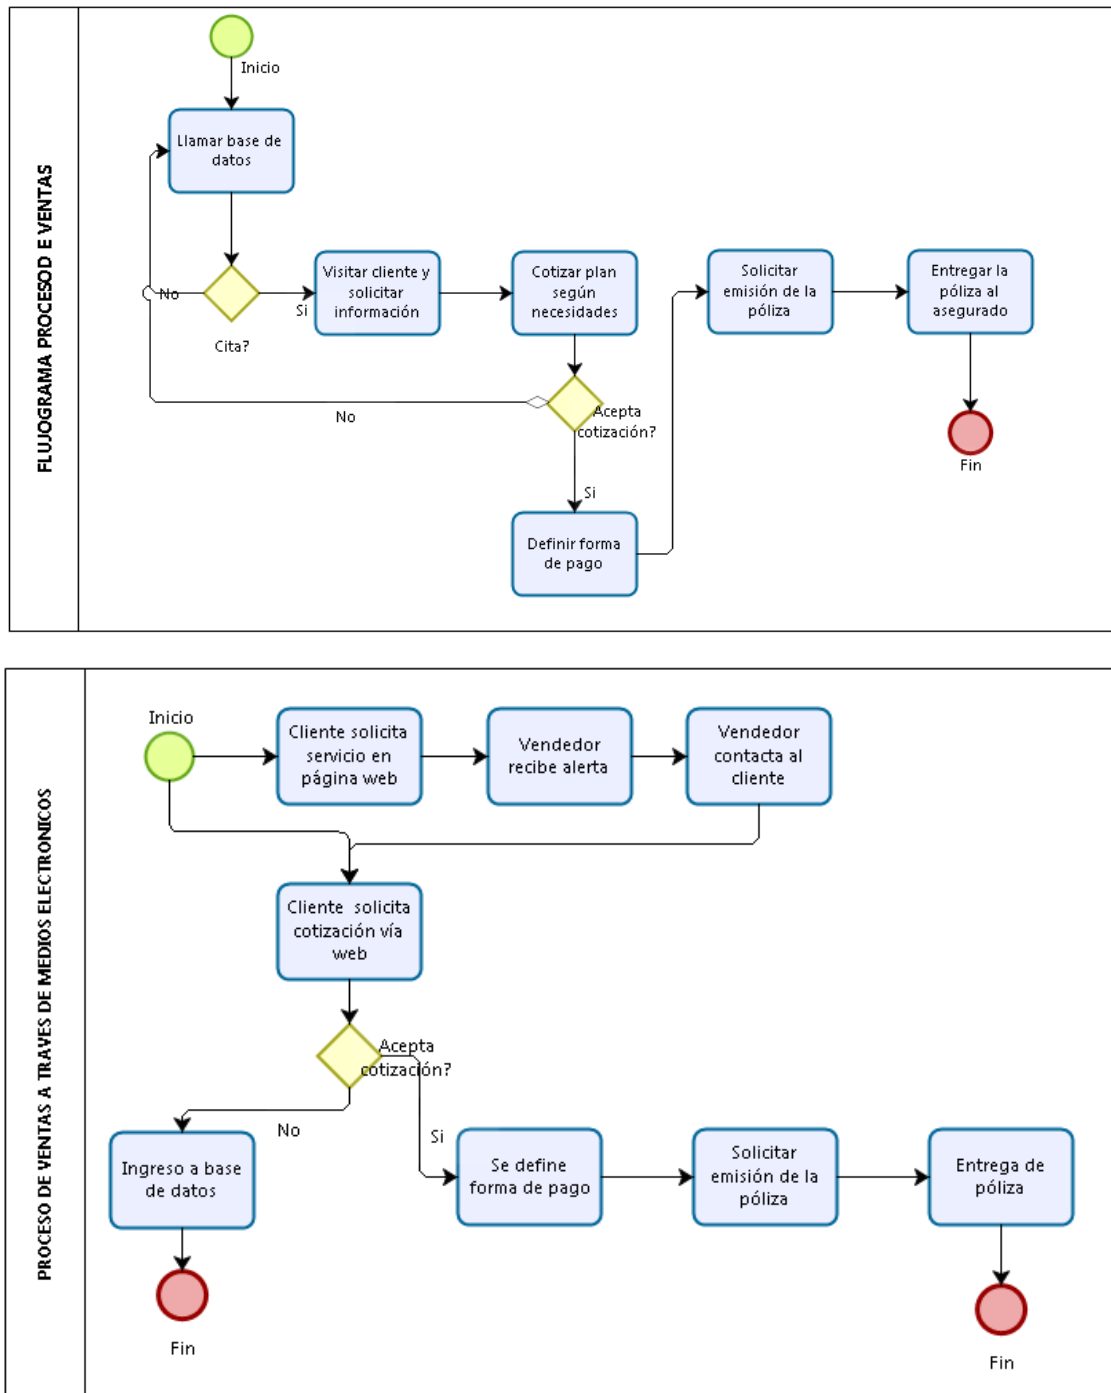 FLUJOGRAMA PROCESOD E VENTAS
Inicio
Llamar base de
datos
No
Si
Cita?
Visitar cliente y
solicitar
información
Cotizar plan
según
necesidades
No
Acepta
cotización?
Si
Definir forma
de pago
Solicitar
emisión de la
póliza
Entregar la
póliza al
asegurado
Fin
PROCESO DE VENTAS A TRAVES DE MEDIOS ELECTRONICOS
Inicio
Cliente solicita
servicio en
página web
Vendedor
recibe alerta
Vendedor
contacta al
cliente
Cliente solicita
cotización vía
web
Acepta
cotización?
No
Si
Ingreso a base
de datos
Fin
Se define
forma de pago
Solicitar
emisión de la
póliza
Entrega de
póliza
Fin